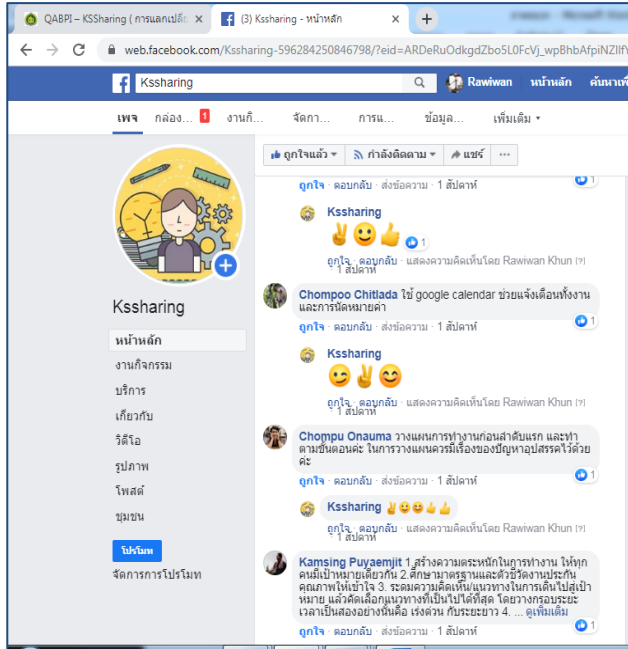 QABPI – KSSharing ( การแลกเปลี่ย
(3) Kssharing - หน้าหลัก
web.facebook.com/Kssharing-596284250846798/?eid=ARDeRuOdkgdZbo5L0FcVj_wpBhbAfpiNZIlfY
Kssharing
Rawiwan หน้าหลัก ค้นหาเพื่
เพจ กล่อง... 1 งานกิ... จัดกา... การแ... ข้อมูล... เพิ่มเติม
ถูกใจแล้ว กำลังติดตาม แชร์ ...
Kssharing
หน้าหลัก
งานกิจกรรม
บริการ
เกี่ยวกับ
วิดีโอ
รูปภาพ
โพสต์
ชุมชน
โปรโมท
จัดการการโปรโมท
ถูกใจ · ตอบกลับ · ส่งข้อความ · 1 สัปดาห์
1
Kssharing
✌️🙂👍 1
ถูกใจ · ตอบกลับ · แสดงความคิดเห็นโดย Rawiwan Khun [?]
· 1 สัปดาห์
Chompoo Chitlada ใช้ google calendar ช่วยแจ้งเตือนทั้งงาน
และการนัดหมายค่า
1
ถูกใจ · ตอบกลับ · ส่งข้อความ · 1 สัปดาห์
Kssharing
😉✌️😊
ถูกใจ · ตอบกลับ · แสดงความคิดเห็นโดย Rawiwan Khun [?]
· 1 สัปดาห์
Chompu Onauma วางแผนการทำงานก่อนลำดับแรก และทำ
ตามขั้นตอนค่ะ ในการวางแผนควรมีเรื่องของปัญหาอุปสรรคไว้ด้วย
ค่ะ
1
ถูกใจ · ตอบกลับ · ส่งข้อความ · 1 สัปดาห์
Kssharing ✌️😊😊👍👍
ถูกใจ · ตอบกลับ · แสดงความคิดเห็นโดย Rawiwan Khun [?]
· 1 สัปดาห์
Kamsing Puyaemjit 1.สร้างความตระหนักในการทำงาน ให้ทุก
คนมีเป้าหมายเดียวกัน 2.ศึกษามาตรฐานและตัวชี้วัดงานประกัน
คุณภาพให้เข้าใจ 3. ระดมความคิดเห็น/แนวทางในการเดินไปสู่เป้า
หมาย แล้วคัดเลือกแนวทางที่เป็นไปได้ที่สุด โดยวางกรอบระยะ
เวลาเป็นสองอย่างนั้นคือ เร่งด่วน กับระยะยาว 4. ... ดูเพิ่มเติม
1
ถูกใจ · ตอบกลับ · ส่งข้อความ · 1 สัปดาห์